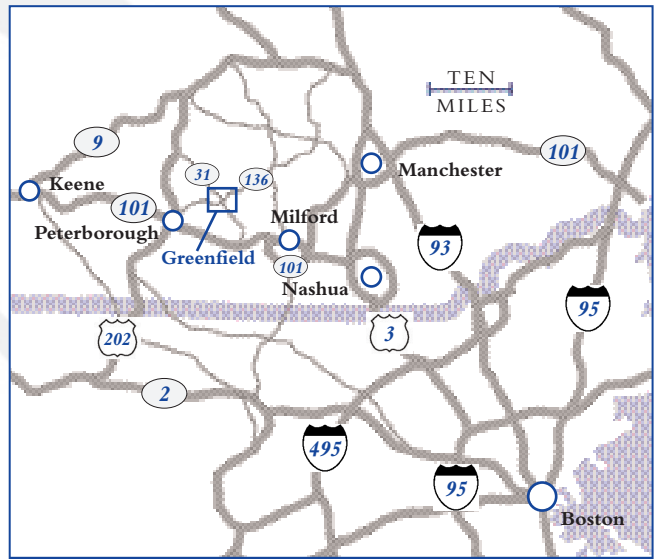 TEN
MILES
9
101
Manchester
Keene
31
136
101
Peterborough
Milford
Greenfield
93
101
Nashua
95
3
202
2
495
95
Boston